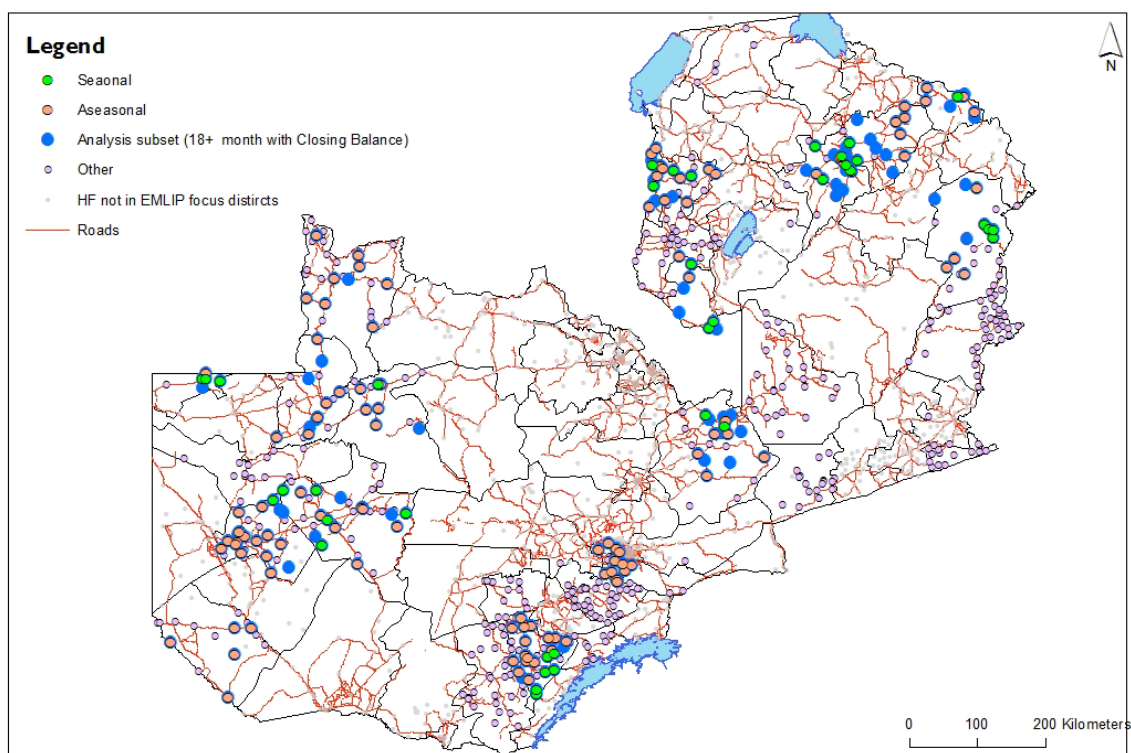 Legend
Seaonal
Aseasonal
Analysis subset (18+ month with Closing Balance)
Other
HF not in EMLIP focus distircts
Roads
N
0 100 200 Kilometers